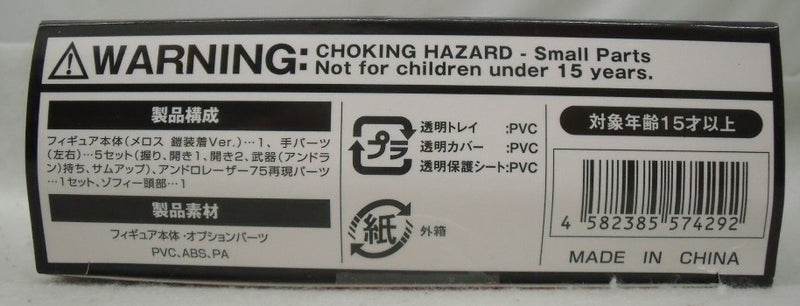 WARNING:
CHOKING HAZARD - Small Parts
Not for children under 15 years.
製品構成
フィギュア本体(メロス 鎧装着Ver.)…1、手パーツ
(左右)…5セット(握り、開き1、開き2、武器(アンドラ
ン)持ち、サムアップ)、アンドロレーザー75再現パーツ
…1セット、ゾフィー頭部…1
製品素材
フィギュア本体・オプションパーツ
PVC、ABS、PA
プラ
透明トレイ :PVC
透明カバー :PVC
透明保護シート:PVC
紙
外箱
対象年齢15才以上
4 582385 574292
MADE IN CHINA